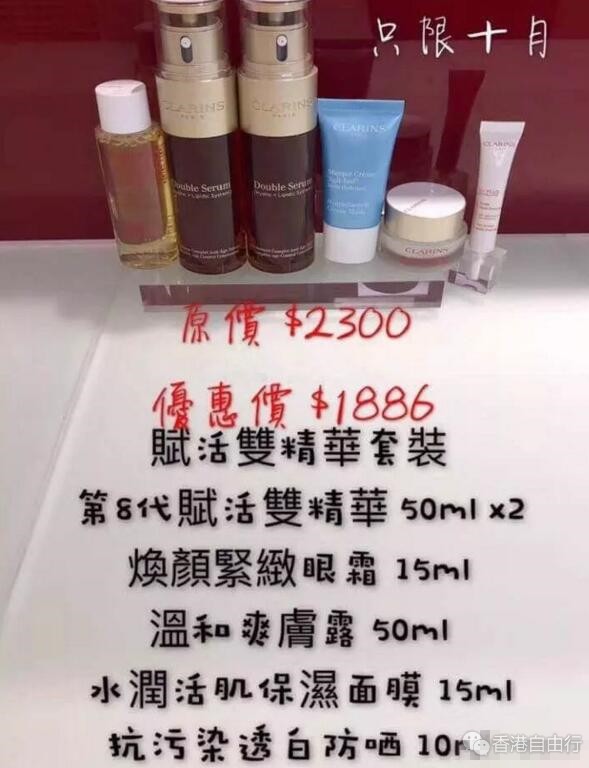 只限十月
CLARINS
CLARINS
CLARINS
Double Serum
Double Serum
CLARINS
CLARINS
原價 $2300
優惠價 $1886
賦活雙精華套裝
第8代賦活雙精華 50ml x2
煥顏緊緻眼霜 15ml
溫和爽膚露 50ml
水潤活肌保濕面膜 15ml
抗污染透白防晒 10m
香港自由行